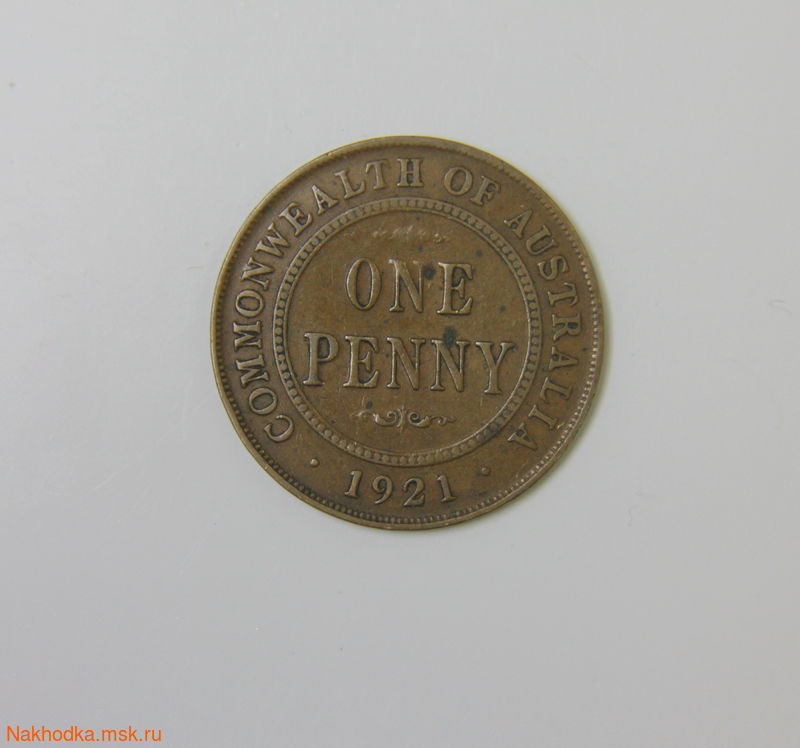 COMMONWEALTH OF AUSTRALIA
ONE
PENNY
· 1921 ·
Nakhodka.msk.ru